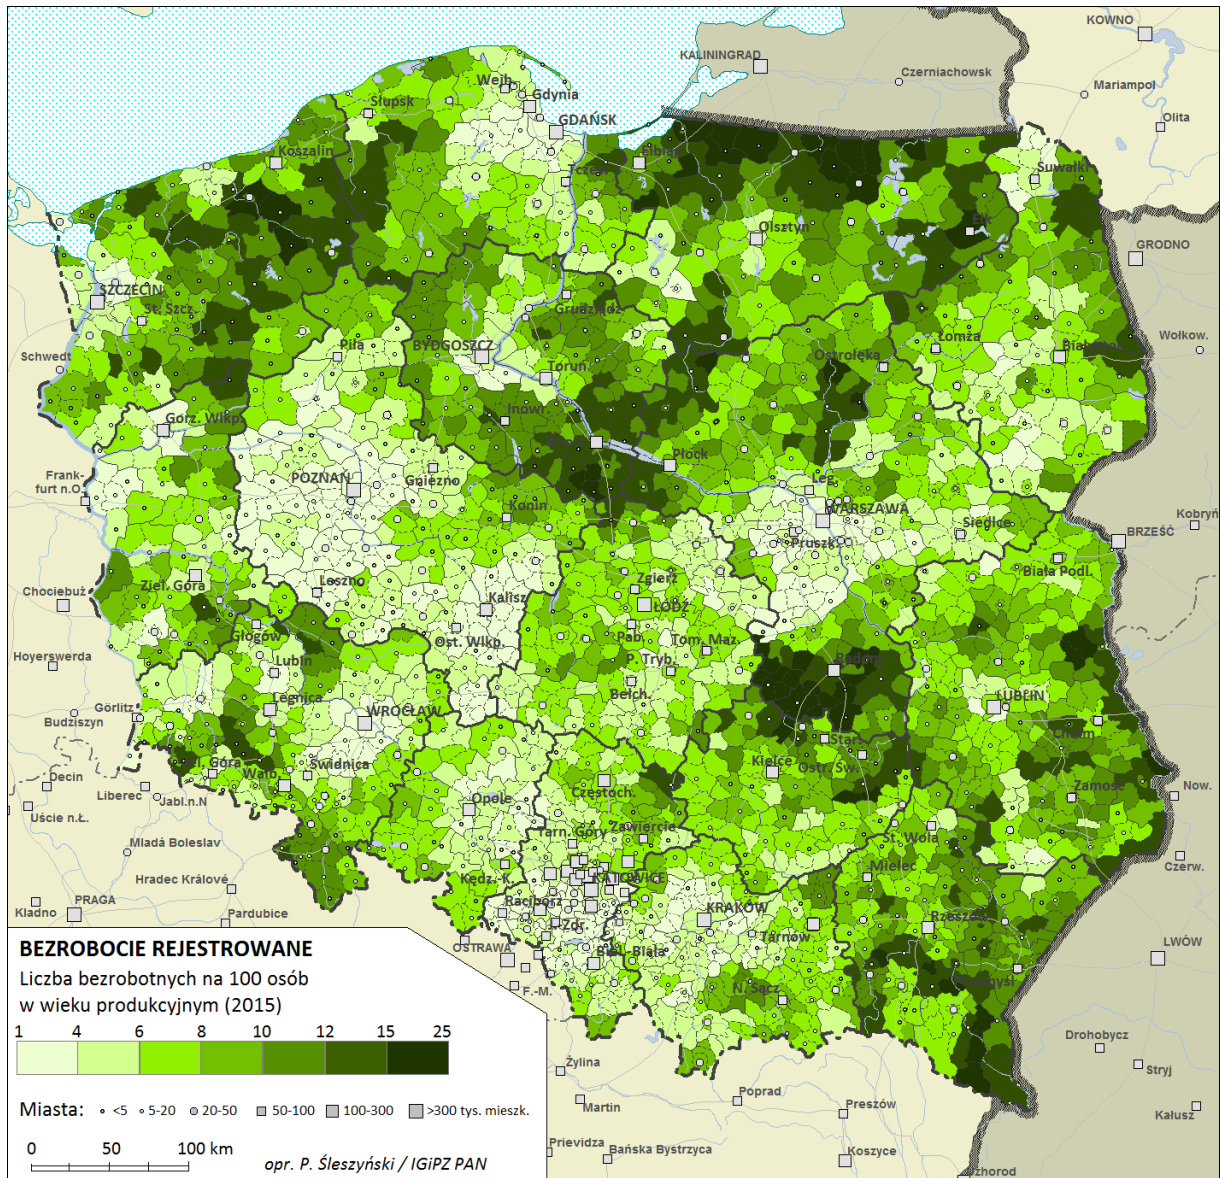 KOWNO
KALININGRAD
Czerniachowsk
Mariampol
Olita
Wejh.
Gdynia
Słupsk
GDAŃSK
Koszalin
Elbląg
Tczew
Suwałki
Ełk
Olsztyn
GRODNO
SZCZECIN
St. Szcz.
Grudziądz
Wołkow.
Schwedt
Piła
BYDGOSZCZ
Ostrołęka
Łomża
Białystok
Toruń
Gorz. Wlkp.
Inowr.
Włocł.
Płock
Frank-
furt n.O.
POZNAŃ
Gniezno
Leg.
Konin
WARSZAWA
Siedlce
Kobryń
BRZEŚĆ
Pruszk.
Biała Podl.
Ziel. Góra
Leszno
Zgierz
Chociebuż
Kalisz
ŁÓDŹ
Głogów
Ost. Wlkp.
Pab.
Tom. Maz.
Hoyerswerda
Lubin
P. Tryb.
Radom
Legnica
Bełch.
LUBLIN
Görlitz
WROCŁAW
Budziszyn
Chełm
Star.
Jel. Góra
Świdnica
Kielce
Ostr. Św.
Wałb.
Decin
Częstoch.
Zamość
Now.
Liberec
Jabl.n.N
Opole
Uście n.Ł.
Tarn. Góry
Zawiercie
St. Wola
Mladá Boleslav
Mielec
Czerw.
Hradec Králové
Kędz.-K.
KATOWICE
PRAGA
Racibórz
KRAKÓW
Kladno
Pardubice
Rzeszów
J.-Zdr.
Tarnów
OSTRAWA
Biel.-Biała
LWÓW
F.-M.
N. Sącz
Przemyśl
BEZROBOCIE REJESTROWANE
Liczba bezrobotnych na 100 osób
w wieku produkcyjnym (2015)
1 4 6 8 10 12 15 25
Drohobycz
Żylina
Stryj
Poprad
Martin
Preszów
Kałusz
Miasta: <5 5-20 20-50 50-100 100-300 >300 tys. mieszk.
0 50 100 km
opr. P. Śleszyński / IGiPZ PAN
Prievidza
Bańska Bystrzyca
Koszyce
Użhorod